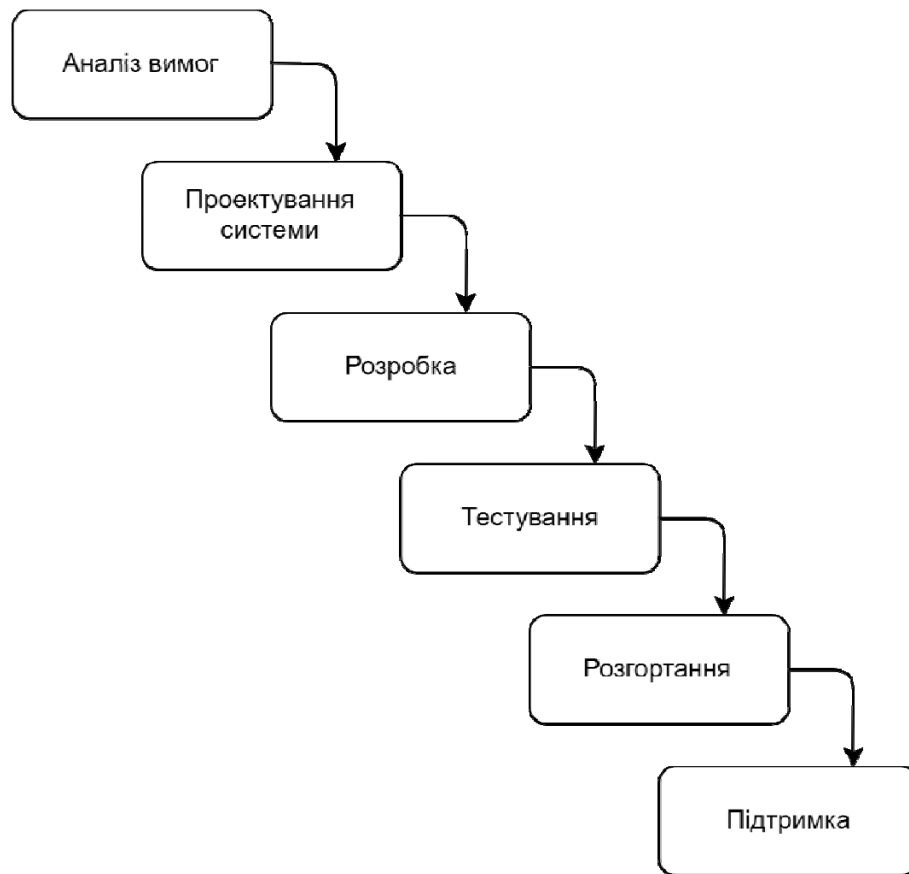 Аналіз вимог
Проектування
системи
Розробка
Тестування
Розгортання
Підтримка